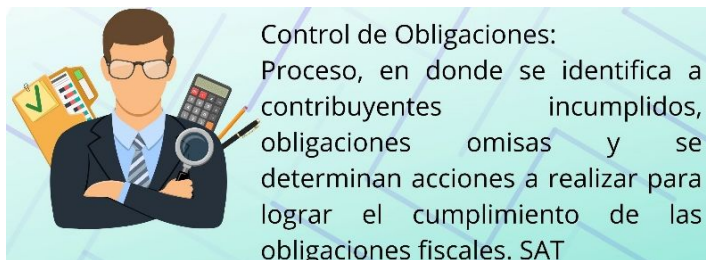 Control de Obligaciones:
Proceso, en donde se identifica a
contribuyentes incumplidos,
obligaciones omisas y se
determinan acciones a realizar para
lograr el cumplimiento de las
obligaciones fiscales. SAT